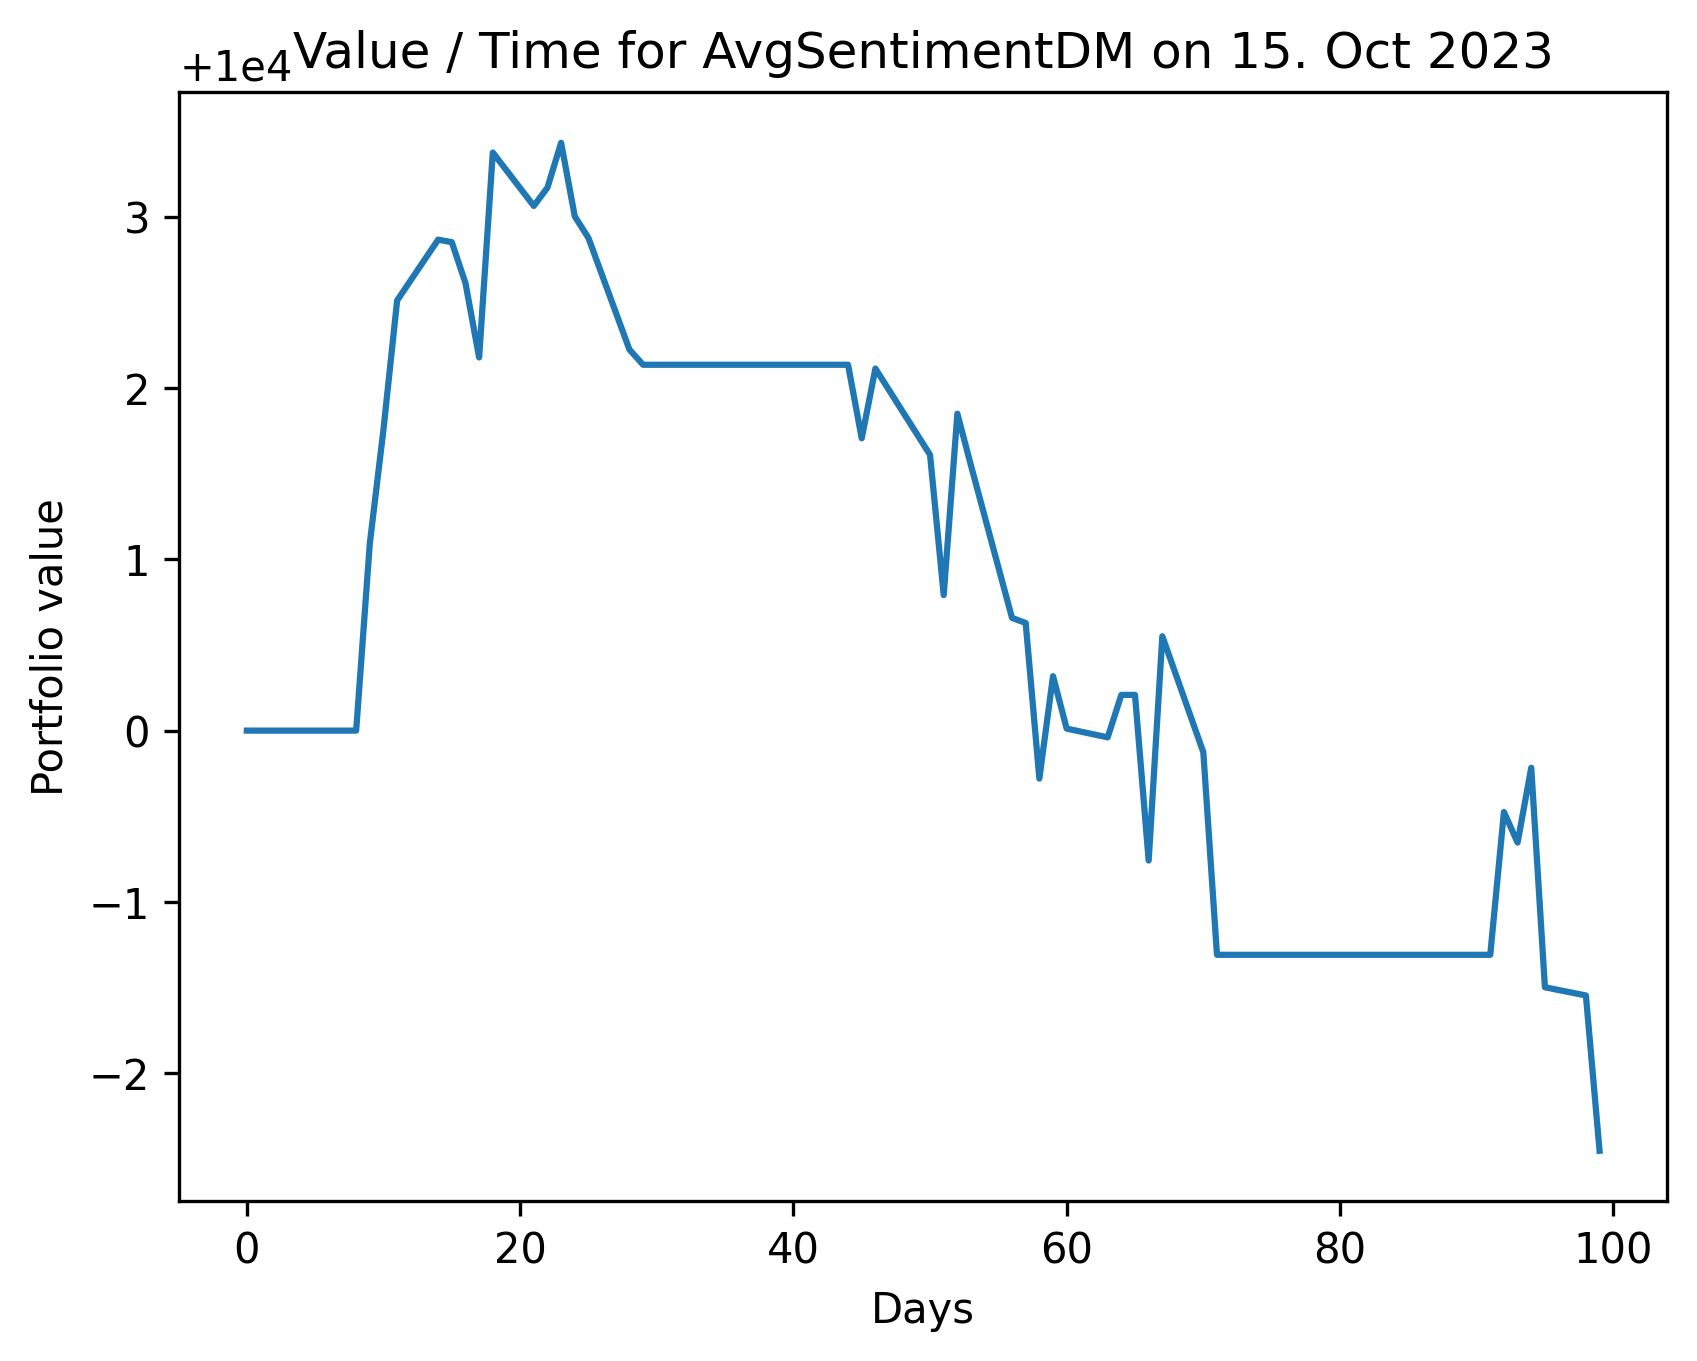 Value / Time for AvgSentimentDM on 15. Oct 2023
+1e4
3
2
1
0
−1
−2
Portfolio value
0 20 40 60 80 100
Days